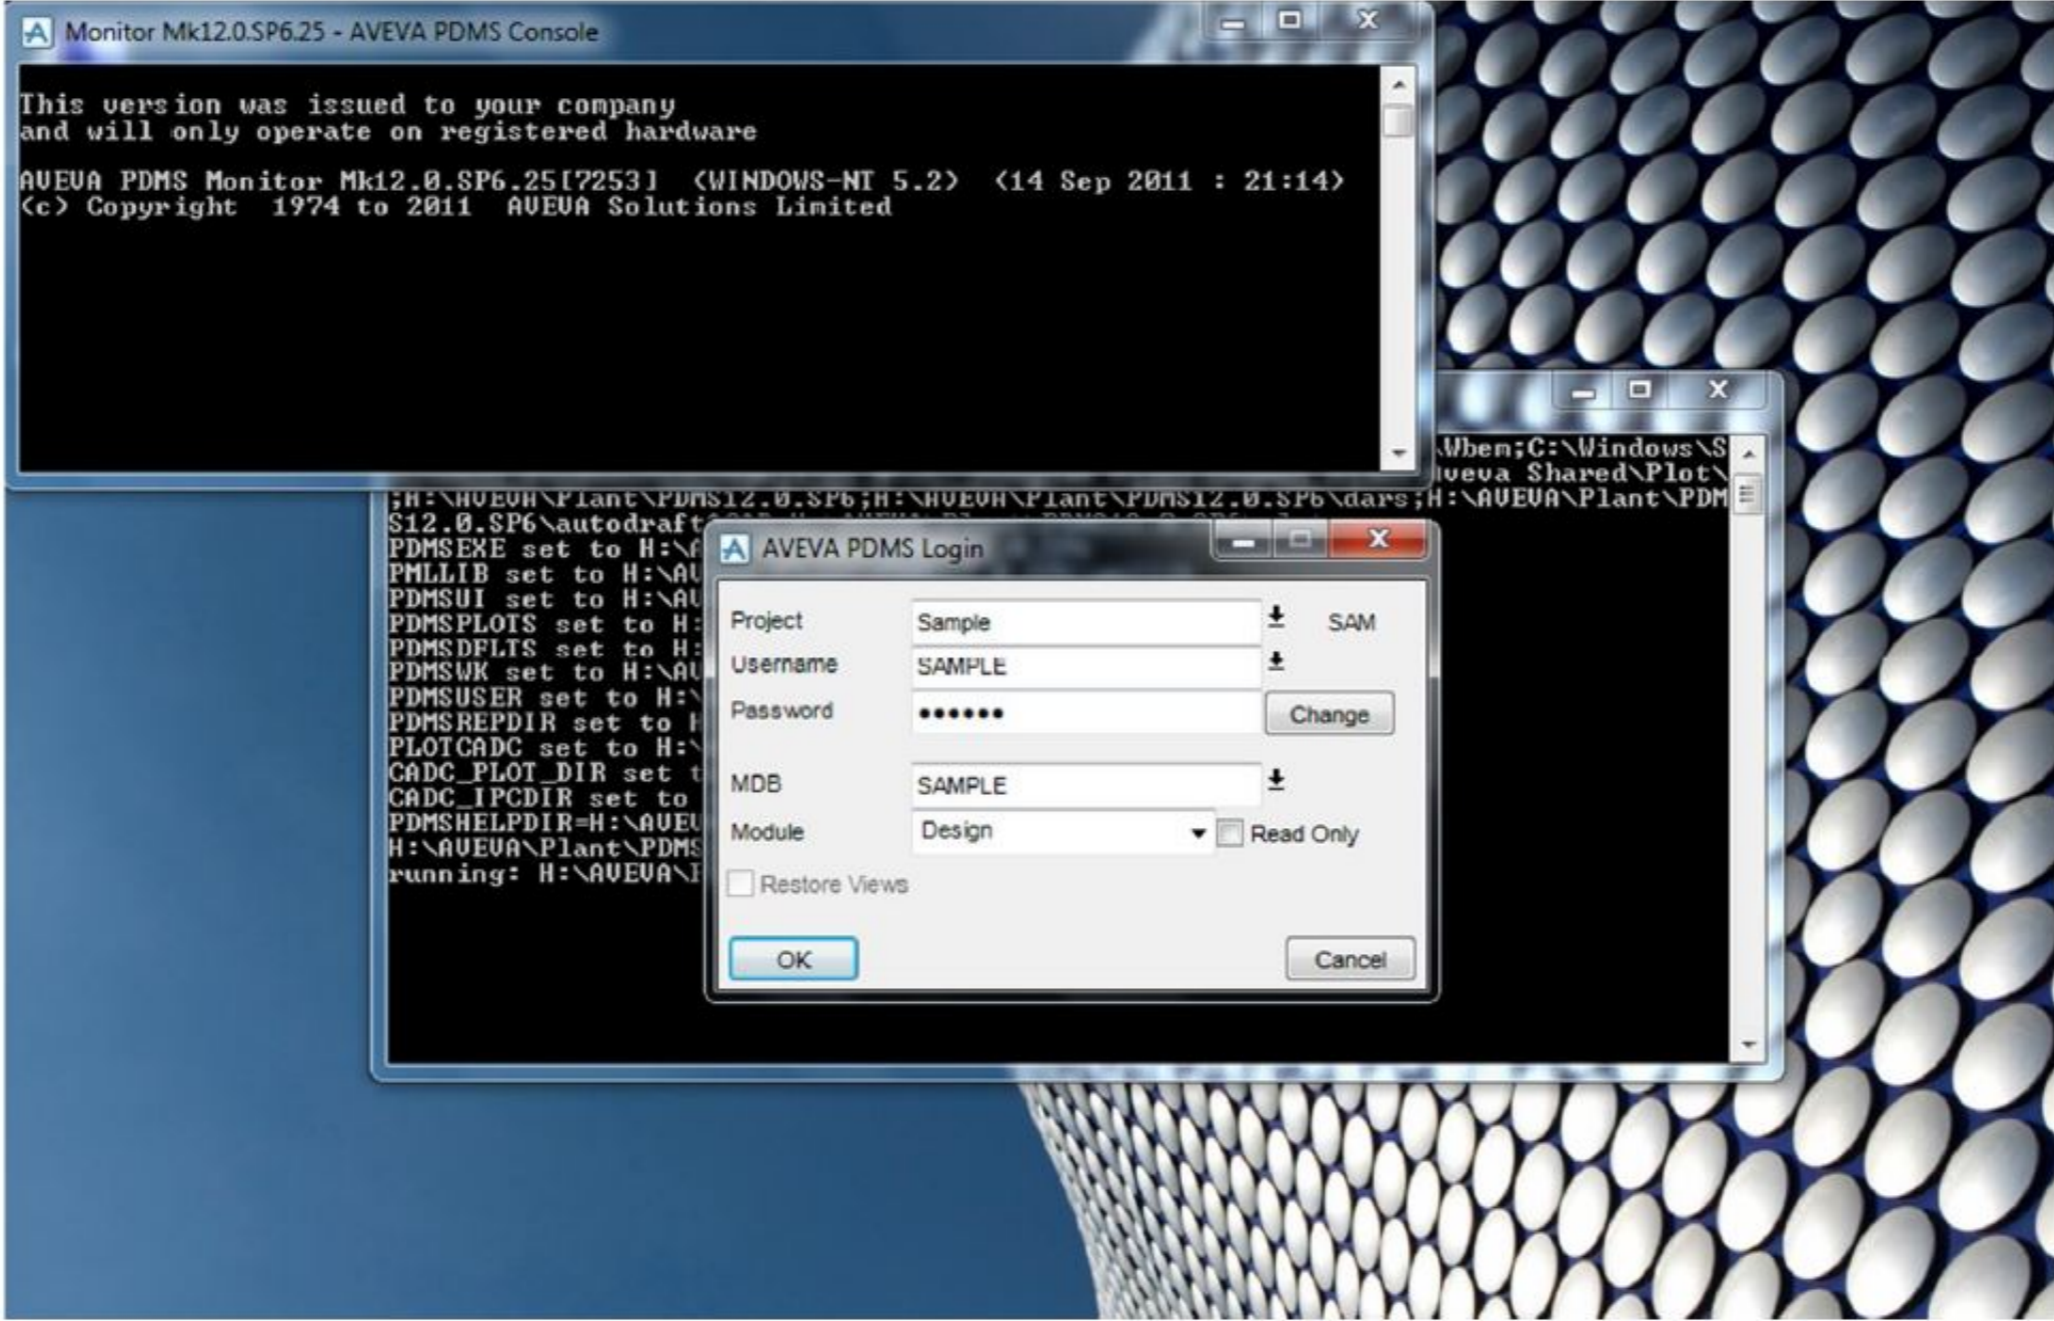 Monitor Mk12.0.SP6.25 - AVEVA PDMS Console
This version was issued to your company
and will only operate on registered hardware
AVEVA PDMS Monitor Mk12.0.SP6.25[7253] (WINDOWS-NT 5.2) (14 Sep 2011 : 21:14)
(c) Copyright 1974 to 2011 AVEVA Solutions Limited
\Wbem;C:\Windows\S
Aveva Shared\Plot\
;H:\AVEVA\Plant\PDMS12.0.SP6;H:\AVEVA\Plant\PDMS12.0.SP6\dars;H:\AVEVA\Plant\PDM
S12.0.SP6\autodraft
PDMSEXE set to H:\A
PMLLIB set to H:\AV
PDMSUI set to H:\AV
PDMSPLOTS set to H:
PDMSDFLTS set to H:
PDMSWK set to H:\AV
PDMSUSER set to H:\
PDMSREPDIR set to H
PLOTCADC set to H:\
CADC_PLOT_DIR set t
CADC_IPCDIR set to
PDMSHELPDIR=H:\AVEV
H:\AVEVA\Plant\PDMS
running: H:\AVEVA\P
AVEVA PDMS Login
Project Sample SAM
Username SAMPLE
Password •••••• Change
MDB SAMPLE
Module Design Read Only
Restore Views
OK Cancel